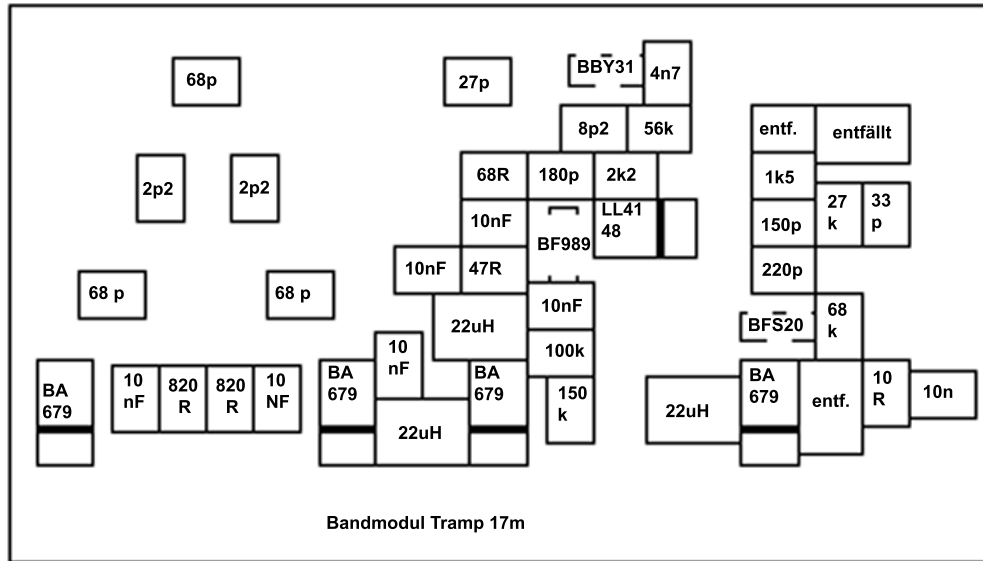 68p
27p
BBY31
4n7
8p2
56k
entf.
entfällt
2p2
2p2
68R
180p
2k2
1k5
10nF
BF989
LL41
48
150p
27
k
33
p
10nF
47R
220p
68 p
68 p
22uH
10nF
BFS20
68
k
100k
BA
679
10
nF
820
R
820
R
10
NF
BA
679
10
nF
BA
679
150
k
22uH
22uH
BA
679
entf.
10
R
10n
Bandmodul Tramp 17m